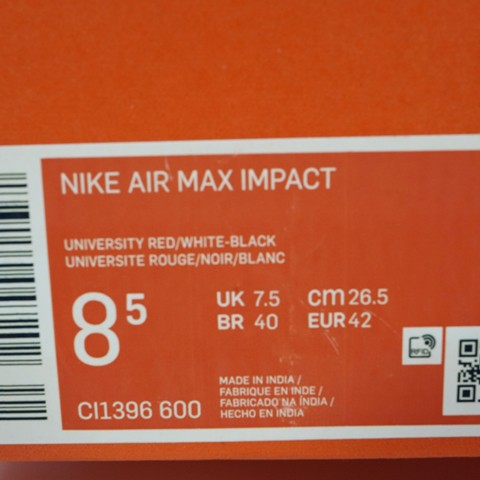 NIKE AIR MAX IMPACT
UNIVERSITY RED/WHITE-BLACK
UNIVERSITE ROUGE/NOIR/BLANC
8⁵
UK 7.5 cm 26.5
BR 40 EUR 42
RFID
MADE IN INDIA /
FABRIQUE EN INDE /
FABRICADO NA ÍNDIA /
HECHO EN INDIA
CI1396 600